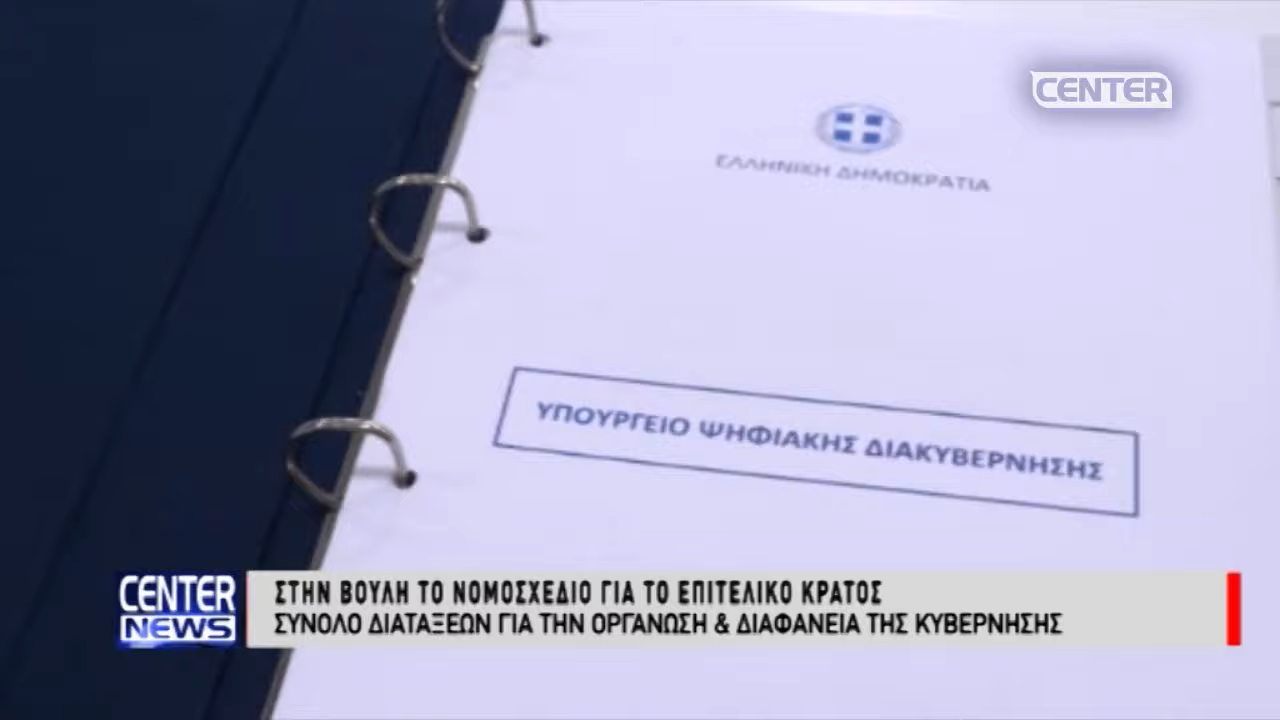 CENTER
ΕΛΛΗΝΙΚΗ ΔΗΜΟΚΡΑΤΙΑ
ΥΠΟΥΡΓΕΙΟ ΨΗΦΙΑΚΗΣ ΔΙΑΚΥΒΕΡΝΗΣΗΣ
CENTER
NEWS
ΣΤΗΝ ΒΟΥΛΗ ΤΟ ΝΟΜΟΣΧΕΔΙΟ ΓΙΑ ΤΟ ΕΠΙΤΕΛΙΚΟ ΚΡΑΤΟΣ
ΣΥΝΟΛΟ ΔΙΑΤΑΞΕΩΝ ΓΙΑ ΤΗΝ ΟΡΓΑΝΩΣΗ & ΔΙΑΦΑΝΕΙΑ ΤΗΣ ΚΥΒΕΡΝΗΣΗΣ